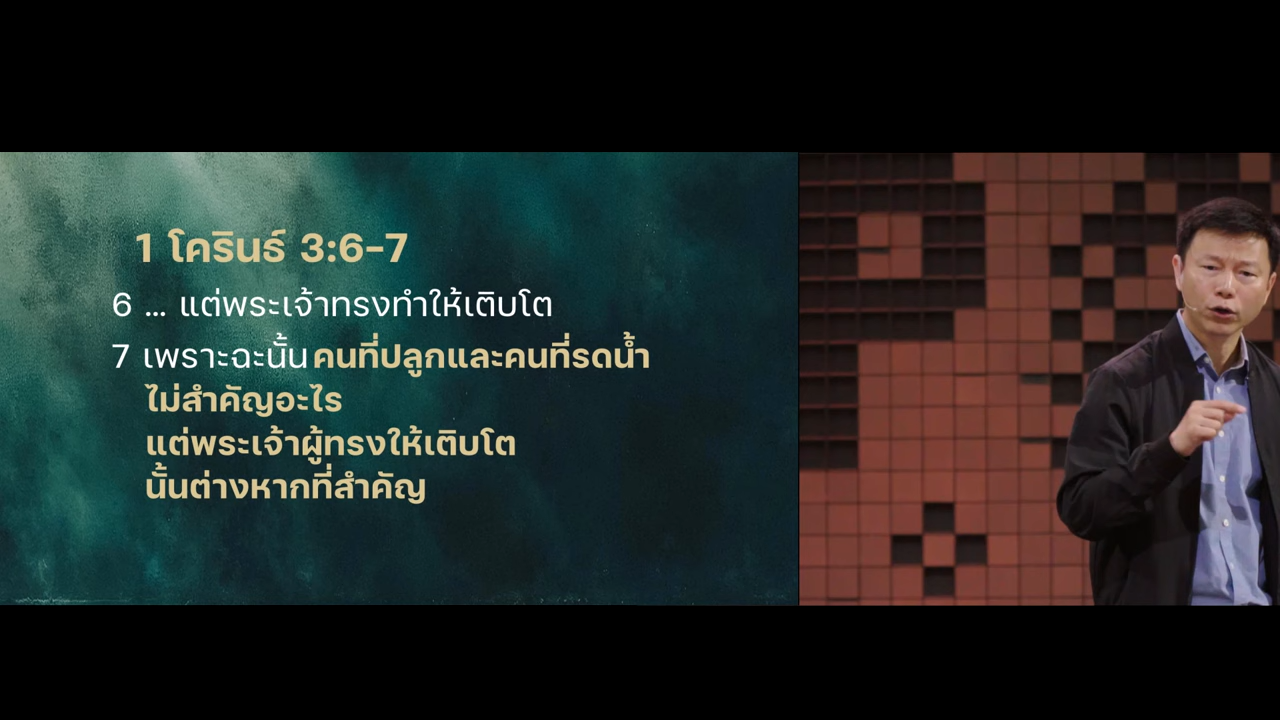 1 โครินธ์ 3:6-7
6 ... แต่พระเจ้าทรงทำให้เติบโต
7 เพราะฉะนั้นคนที่ปลูกและคนที่รดน้ำ
ไม่สำคัญอะไร
แต่พระเจ้าผู้ทรงให้เติบโต
นั้นต่างหากที่สำคัญ